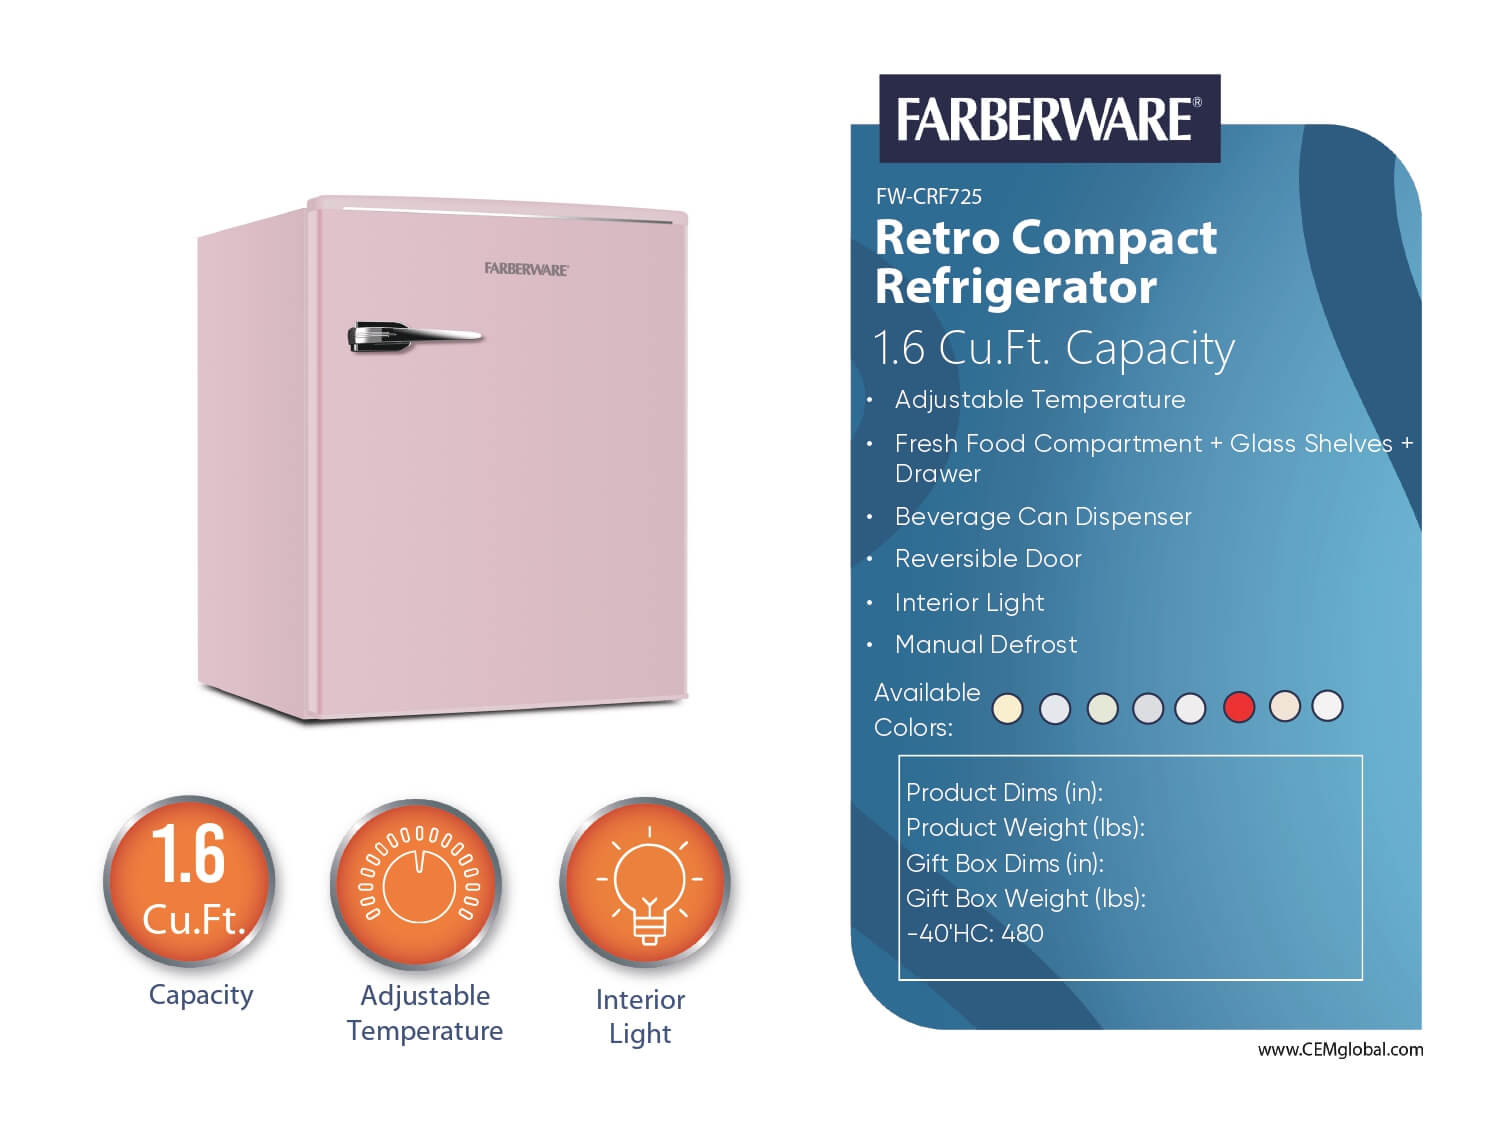 FARBERWARE®
FW-CRF725
Retro Compact
Refrigerator
1.6 Cu.Ft. Capacity
• Adjustable Temperature
• Fresh Food Compartment + Glass Shelves +
Drawer
• Beverage Can Dispenser
• Reversible Door
• Interior Light
• Manual Defrost
Available
Colors:
Product Dims (in):
Product Weight (lbs):
Gift Box Dims (in):
Gift Box Weight (lbs):
-40'HC: 480
www.CEMglobal.com
FARBERWARE
1.6
Cu.Ft.
Capacity
Adjustable
Temperature
Interior
Light